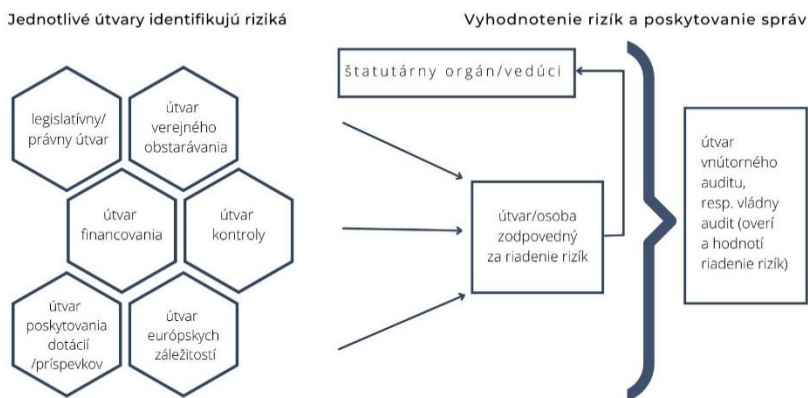 Jednotlivé útvary identifikujú riziká
Vyhodnotenie rizík a poskytovanie správ
legislatívny/
právny útvar
útvar
verejného
obstarávania
útvar
financovania
útvar
kontroly
útvar
poskytovania
dotácií
/príspevkov
útvar
európskych
záležitostí
štatutárny orgán/vedúci
útvar/osoba
zodpovedný
za riadenie rizík
útvar
vnútorného
auditu,
resp. vládny
audit (overí
a hodnotí
riadenie rizík)